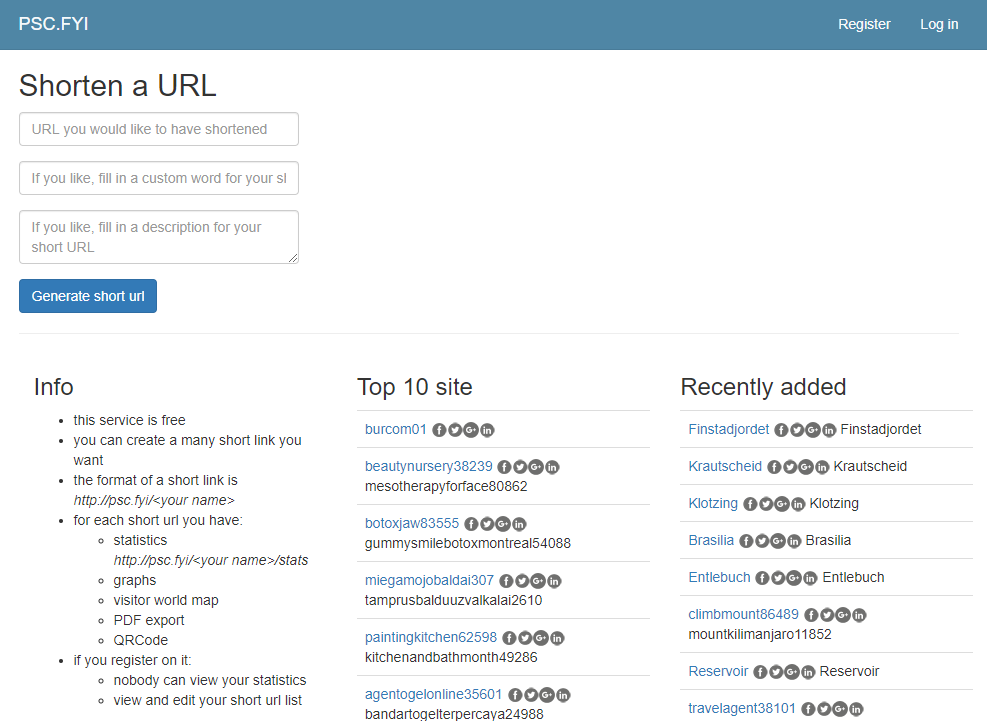 PSC.FYI
Register
Log in
Shorten a URL
URL you would like to have shortened
If you like, fill in a custom word for your sl
If you like, fill in a description for your
short URL
Generate short url
Info
this service is free
you can create a many short link you
want
the format of a short link is
http://psc.fyi/<your name>
for each short url you have:
statistics
http://psc.fyi/<your name>/stats
graphs
visitor world map
PDF export
QRCode
if you register on it:
nobody can view your statistics
view and edit your short url list
Top 10 site
burcom01
beautynursery38239
mesotherapyforface80862
botoxjaw83555
gummysmilebotoxmontreal54088
miegamojobaldai307
tamprusbalduuzvalkalai2610
paintingkitchen62598
kitchenandbathmonth49286
agentogelonline35601
bandartogelterpercaya24988
Recently added
Finstadjordet Finstadjordet
Krautscheid Krautscheid
Klotzing Klotzing
Brasilia Brasilia
Entlebuch Entlebuch
climbmount86489
mountkilimanjaro11852
Reservoir Reservoir
travelagent38101